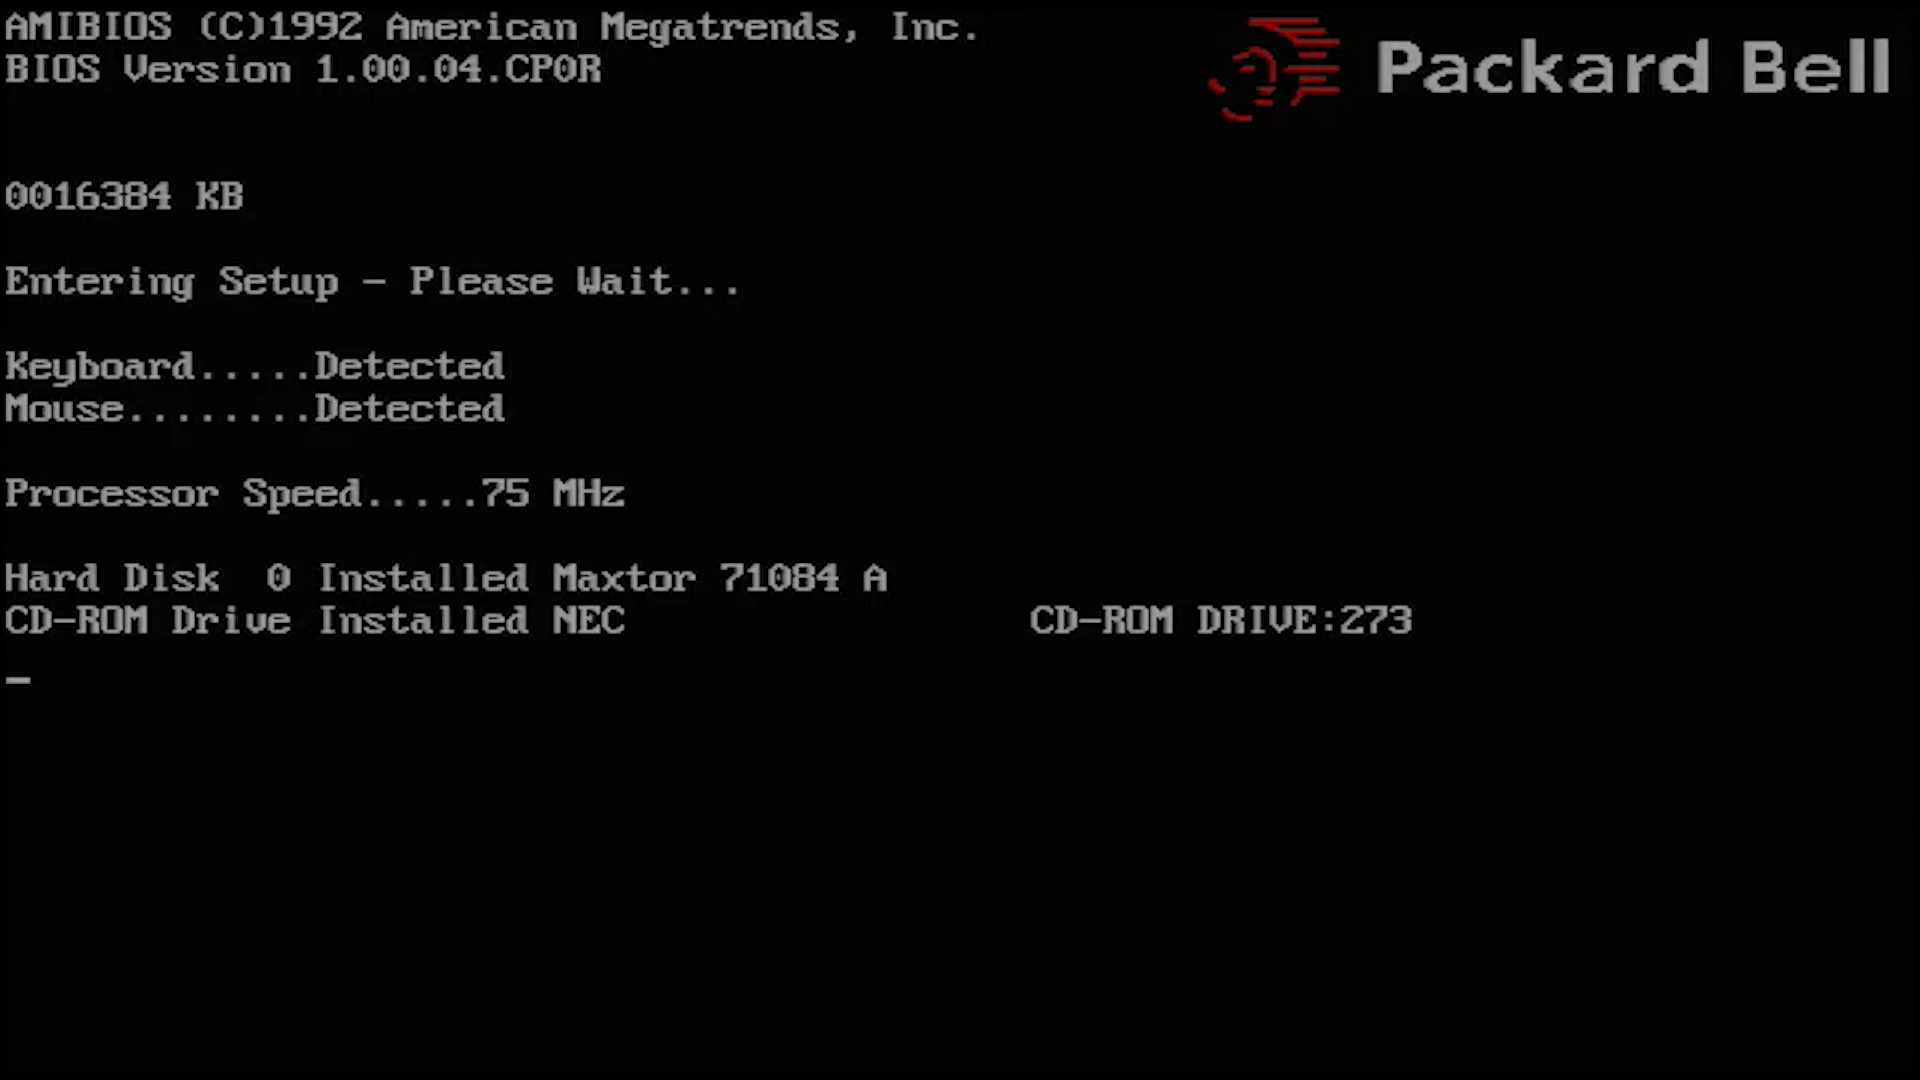 AMIBIOS (C)1992 American Megatrends, Inc.
BIOS Version 1.00.04.CP0R
Packard Bell
0016384 KB
Entering Setup - Please Wait...
Keyboard.....Detected
Mouse........Detected
Processor Speed.....75 MHz
Hard Disk  0 Installed Maxtor 71084 A
CD-ROM Drive Installed NEC                 CD-ROM DRIVE:273